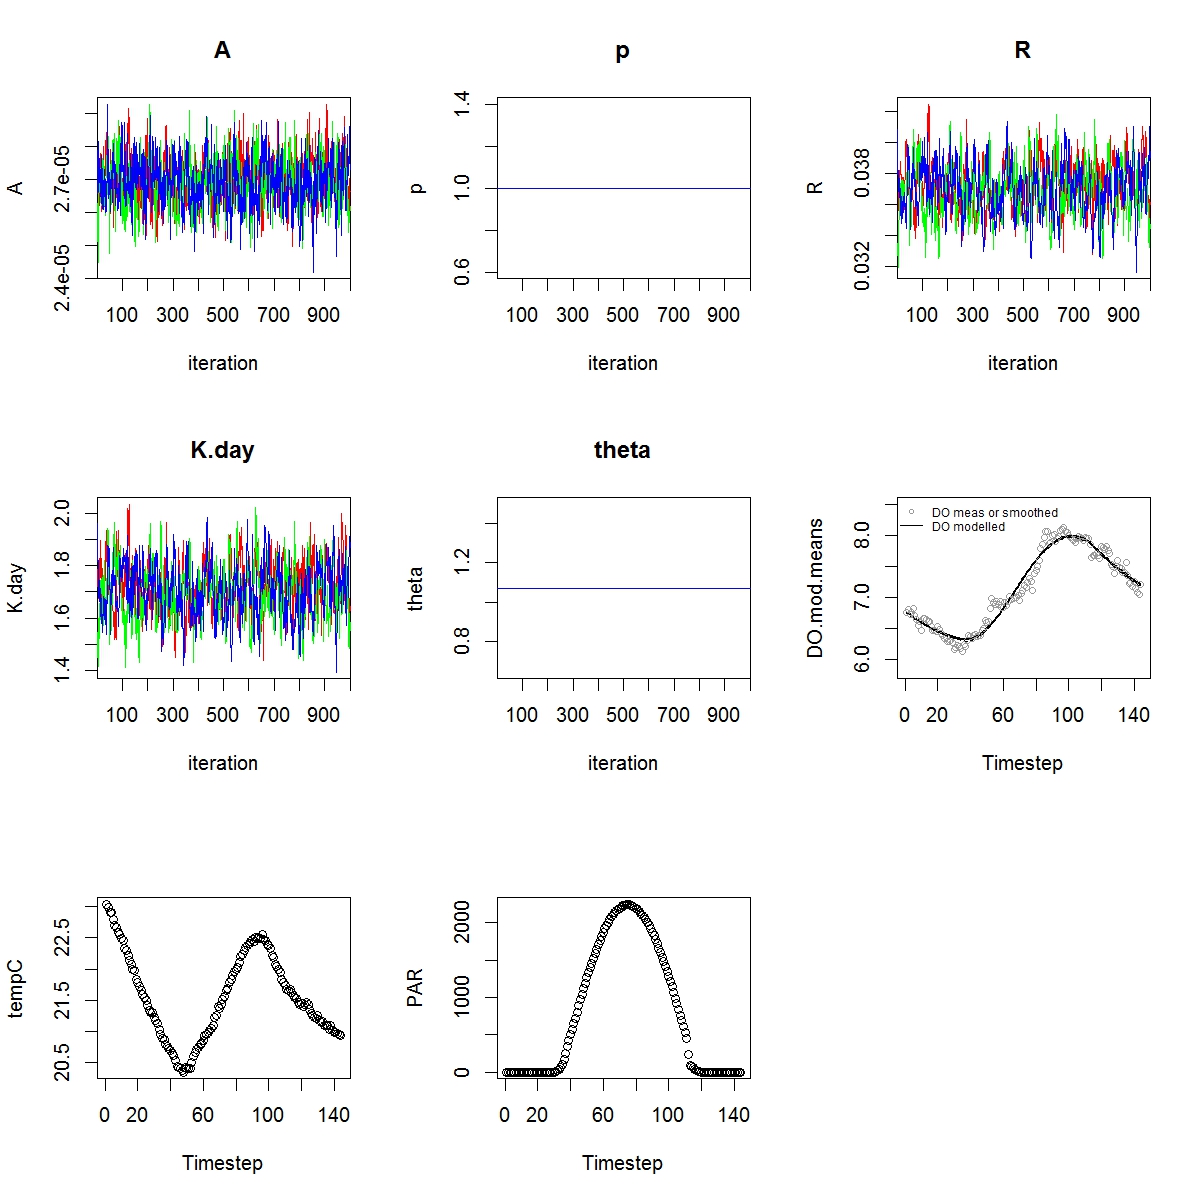 A
A
2.4e-05 2.7e-05
100 300 500 700 900
iteration
p
p
0.6 1.0 1.4
100 300 500 700 900
iteration
R
R
0.032 0.038
100 300 500 700 900
iteration
K.day
K.day
1.4 1.6 1.8 2.0
100 300 500 700 900
iteration
theta
theta
0.8 1.2
100 300 500 700 900
iteration
DO.mod.means
6.0 7.0 8.0
DO meas or smoothed
DO modelled
0 20 60 100 140
Timestep
tempC
20.5 21.5 22.5
0 20 60 100 140
Timestep
PAR
0 1000 2000
0 20 60 100 140
Timestep